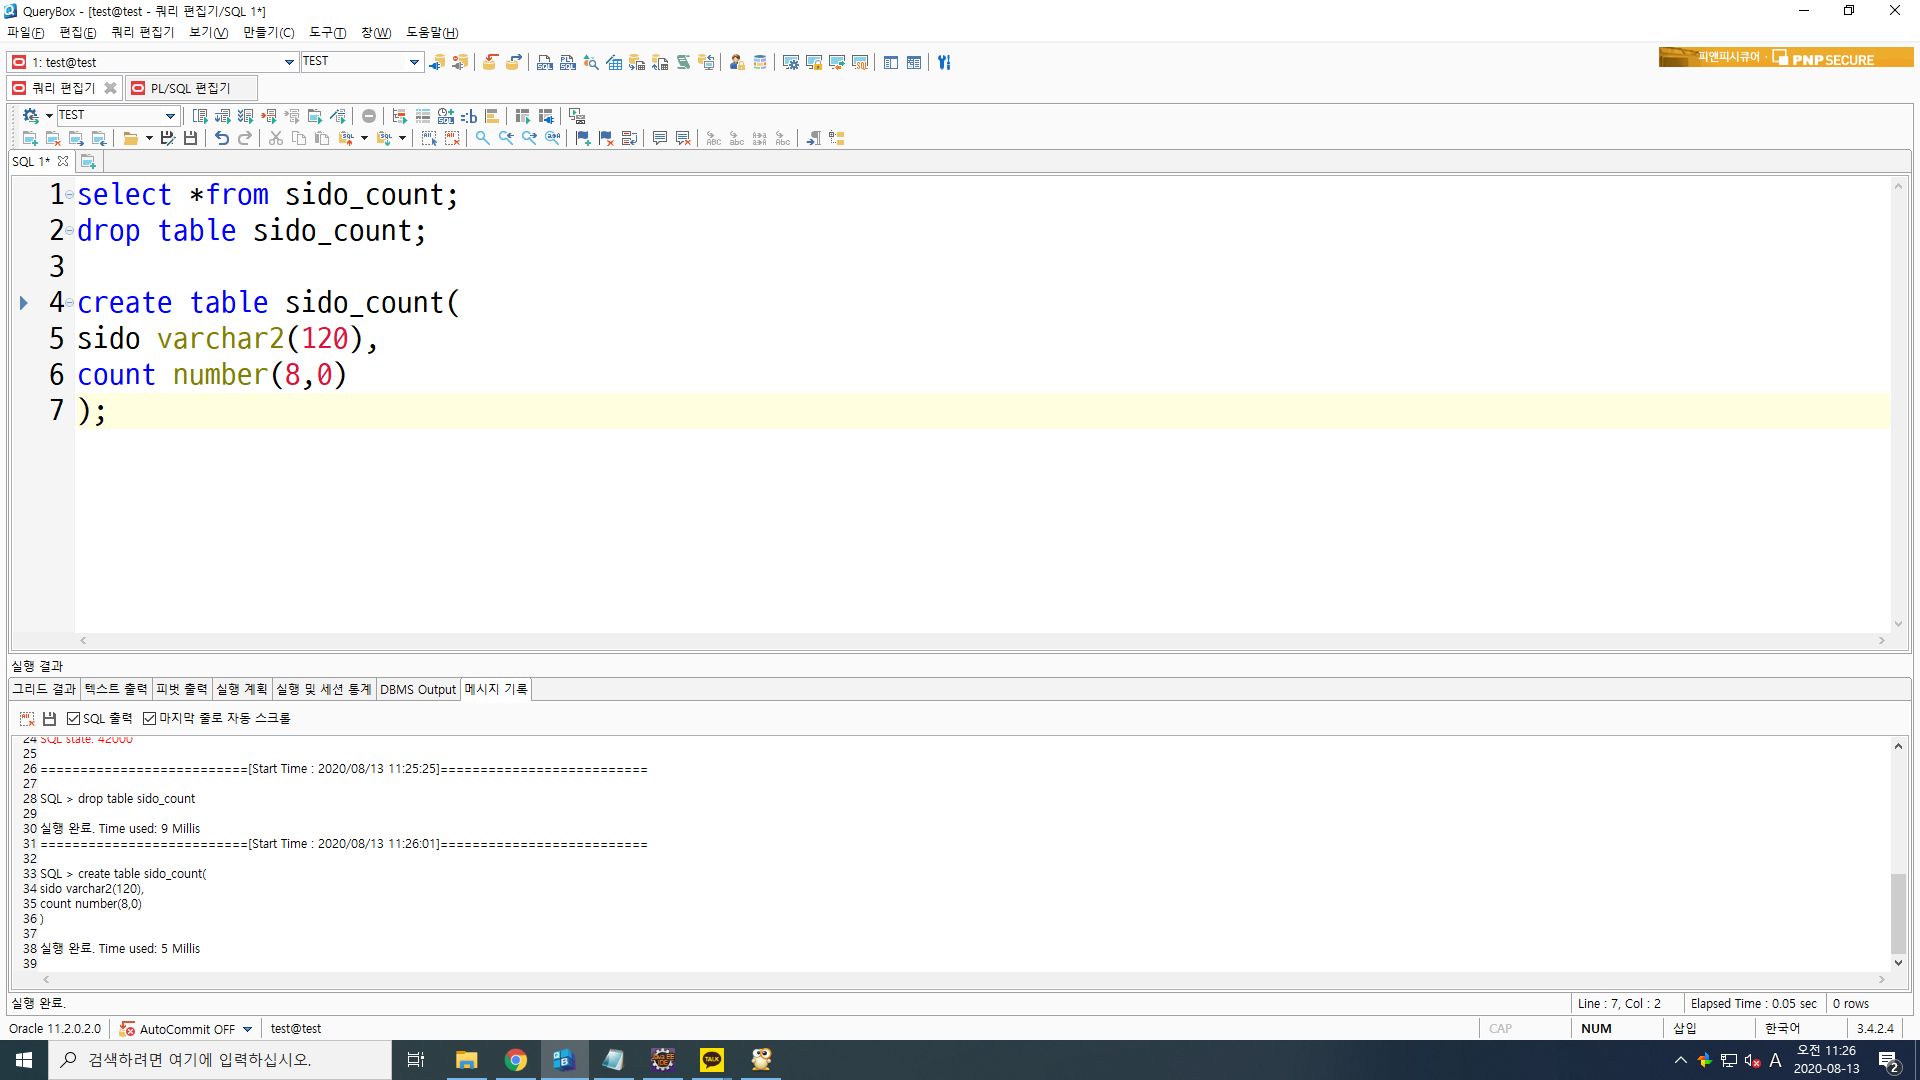 QueryBox - [test@test - 쿼리 편집기/SQL 1*]
파일(F) 편집(E) 쿼리 편집기 보기(V) 만들기(C) 도구(T) 창(W) 도움말(H)
1: test@test TEST
피앤피시큐어 · PNP SECURE
쿼리 편집기 PL/SQL 편집기
TEST
SQL 1*
1 select *from sido_count;
2 drop table sido_count;
3
4 create table sido_count(
5 sido varchar2(120),
6 count number(8,0)
7 );
실행 결과
그리드 결과 텍스트 출력 피벗 출력 실행 계획 실행 및 세션 통계 DBMS Output 메시지 기록
SQL 출력 마지막 줄로 자동 스크롤
24 SQL state: 42000
25
26 ==========================[Start Time : 2020/08/13 11:25:25]==========================
27
28 SQL > drop table sido_count
29
30 실행 완료. Time used: 9 Millis
31 ==========================[Start Time : 2020/08/13 11:26:01]==========================
32
33 SQL > create table sido_count(
34 sido varchar2(120),
35 count number(8,0)
36 )
37
38 실행 완료. Time used: 5 Millis
39
실행 완료. Line : 7, Col : 2 Elapsed Time : 0.05 sec 0 rows
Oracle 11.2.0.2.0 AutoCommit OFF test@test CAP NUM 삽입 한국어 3.4.2.4
검색하려면 여기에 입력하십시오. TALK A 오전 11:26
2020-08-13 2